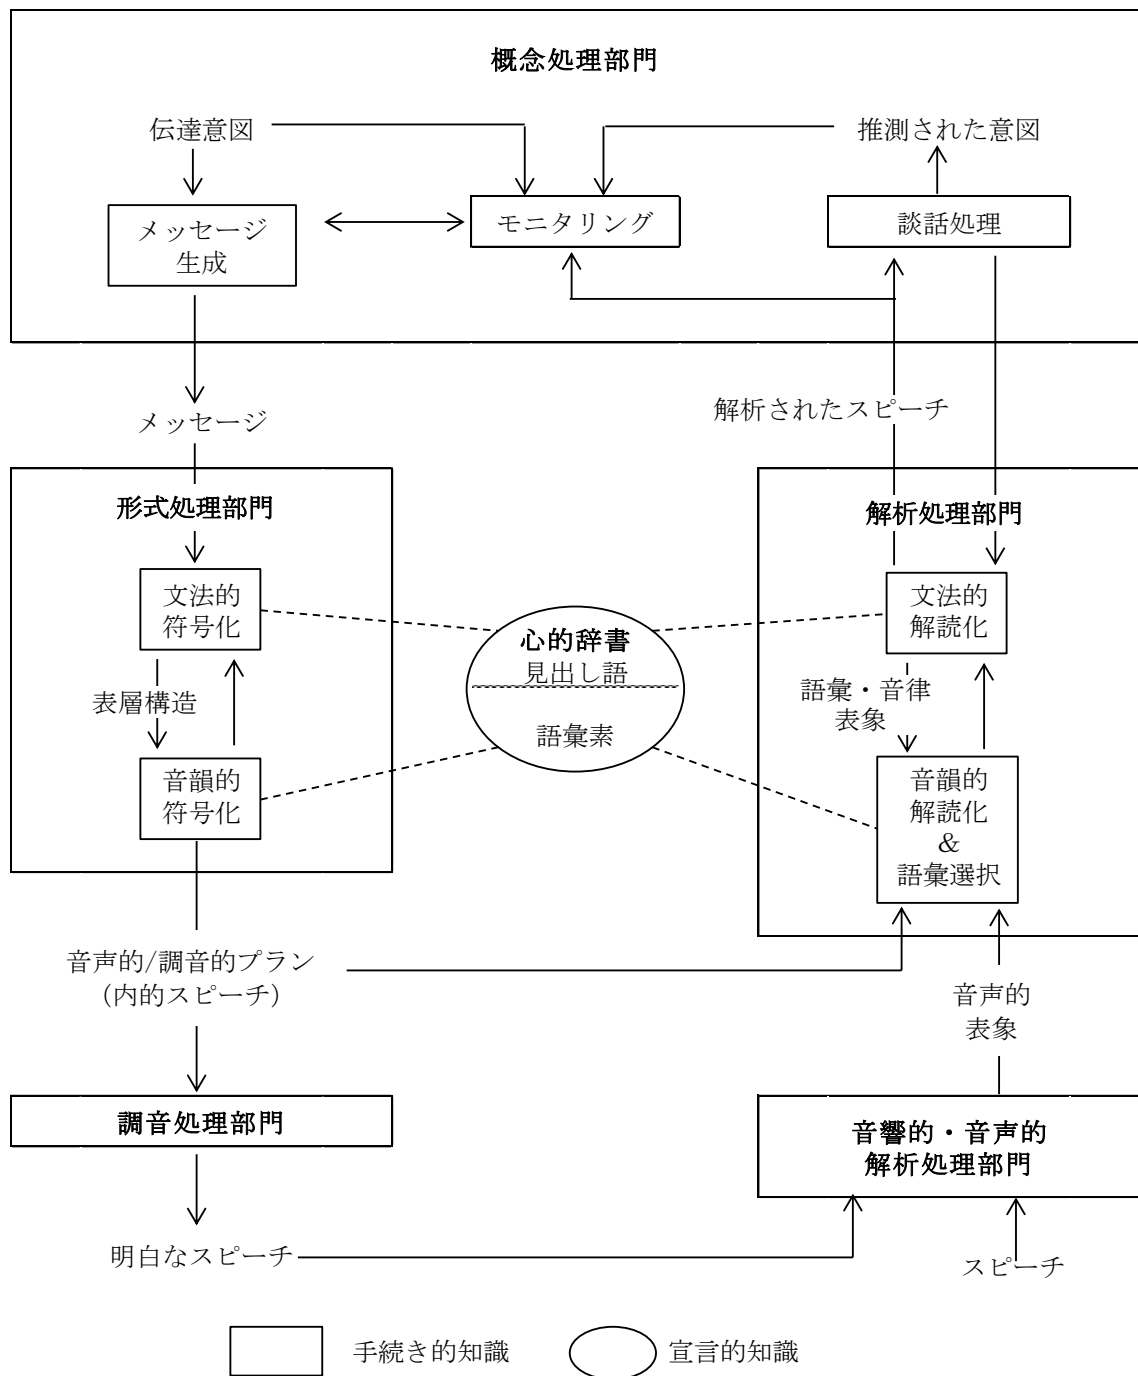 概念処理部門
伝達意図
推測された意図
メッセージ
生成
モニタリング
談話処理
メッセージ
解析されたスピーチ
形式処理部門
解析処理部門
文法的
符号化
文法的
解読化
心的辞書
見出し語
語彙素
表層構造
語彙・音律
表象
音韻的
符号化
音韻的
解読化
&
語彙選択
音声的/調音的プラン
（内的スピーチ）
音声的
表象
調音処理部門
音響的・音声的
解析処理部門
明白なスピーチ
スピーチ
手続き的知識
宣言的知識